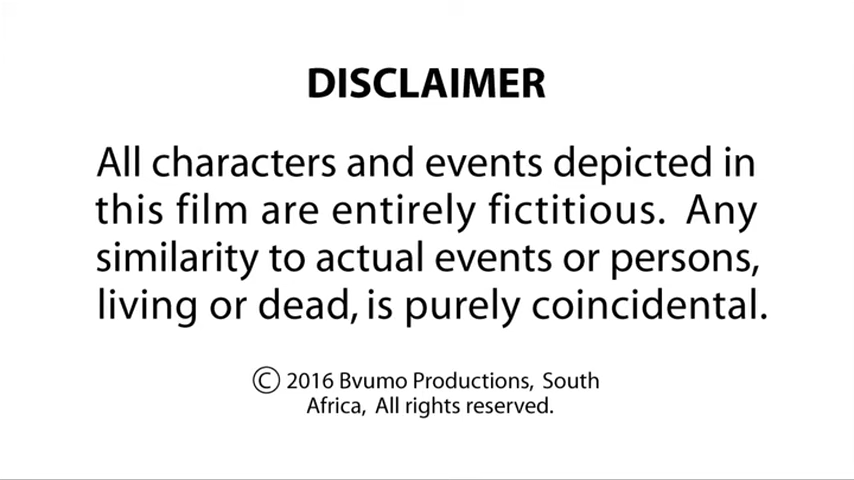 DISCLAIMER
All characters and events depicted in
this film are entirely fictitious. Any
similarity to actual events or persons,
living or dead, is purely coincidental.
© 2016 Bvumo Productions, South
Africa, All rights reserved.